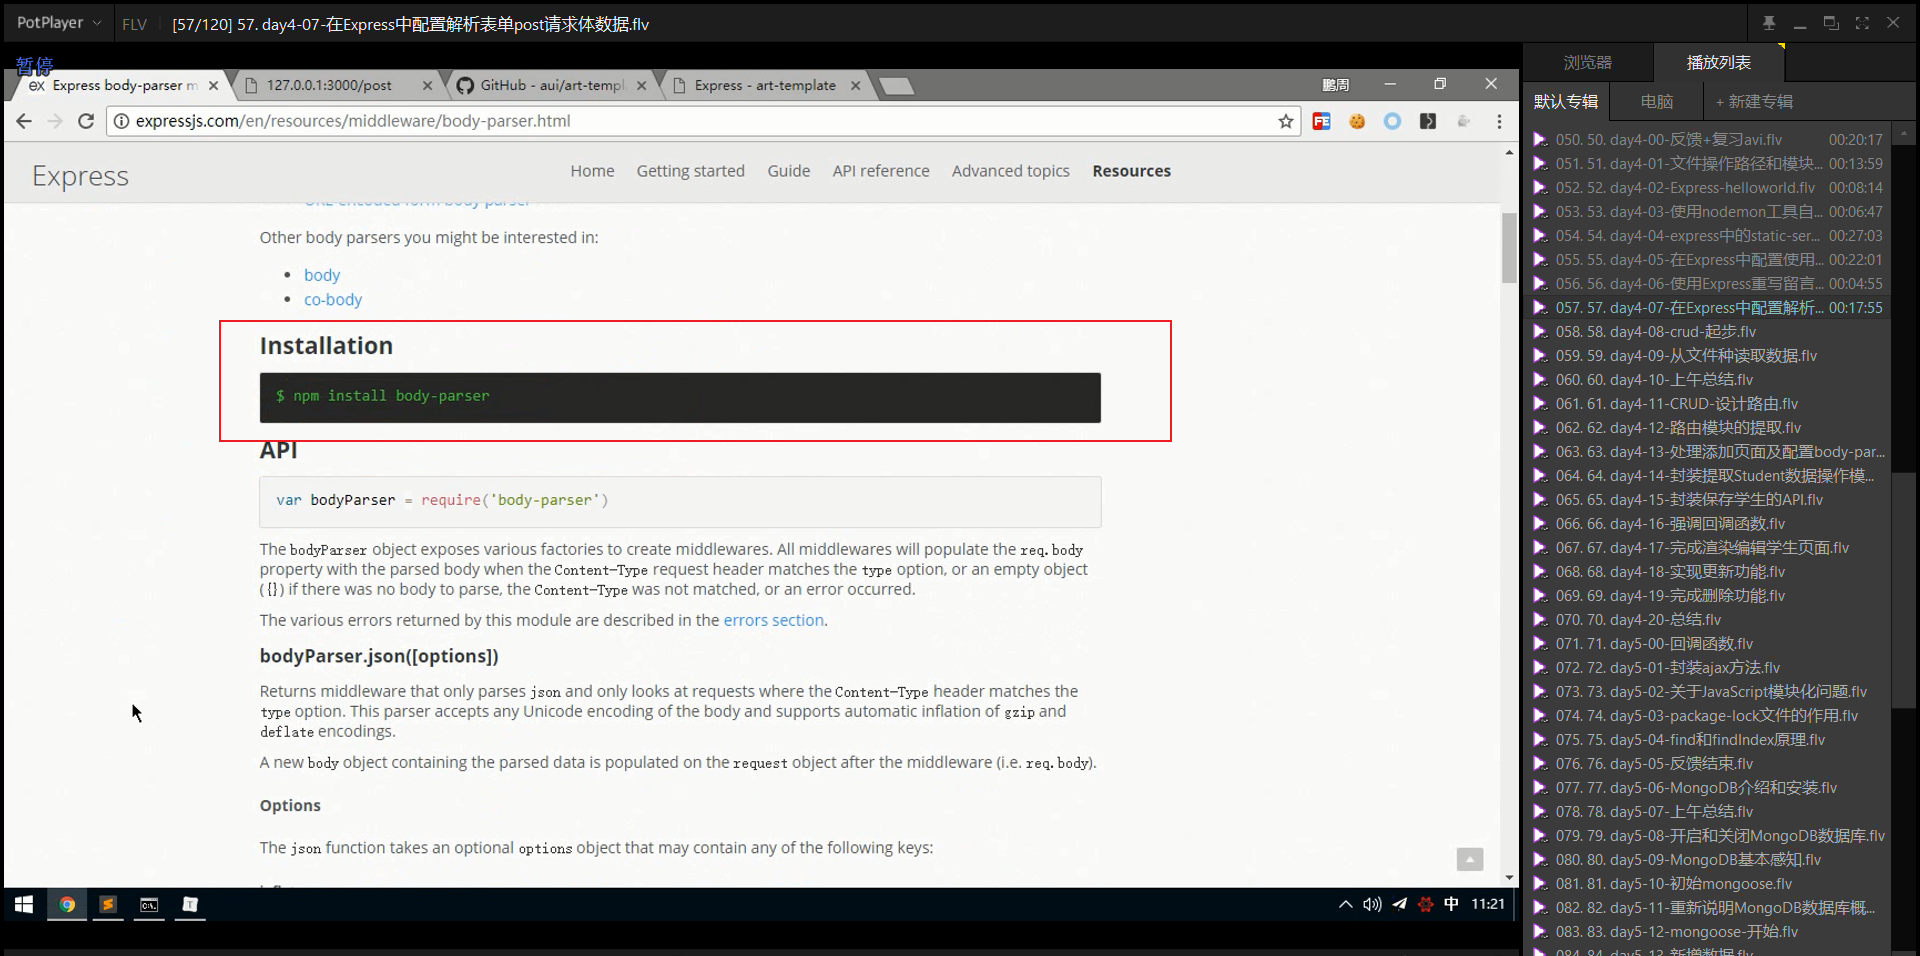 PotPlayer
FLV
[57/120] 57. day4-07-在Express中配置解析表单post请求体数据.flv
暂停
Express body-parser m
127.0.0.1:3000/post
GitHub - aui/art-templ
Express - art-template
鹏周
expressjs.com/en/resources/middleware/body-parser.html
Express
Home
Getting started
Guide
API reference
Advanced topics
Resources
URL-encoded form body parser
Other body parsers you might be interested in:
body
co-body
Installation
$ npm install body-parser
API
var bodyParser = require('body-parser')
The bodyParser object exposes various factories to create middlewares. All middlewares will populate the req.body
property with the parsed body when the Content-Type request header matches the type option, or an empty object
({}) if there was no body to parse, the Content-Type was not matched, or an error occurred.
The various errors returned by this module are described in the errors section.
bodyParser.json([options])
Returns middleware that only parses json and only looks at requests where the Content-Type header matches the
type option. This parser accepts any Unicode encoding of the body and supports automatic inflation of gzip and
deflate encodings.
A new body object containing the parsed data is populated on the request object after the middleware (i.e. req.body).
Options
The json function takes an optional options object that may contain any of the following keys:
中
11:21
浏览器
播放列表
默认专辑
电脑
+ 新建专辑
050. 50. day4-00-反馈+复习avi.flv 00:20:17
051. 51. day4-01-文件操作路径和模块... 00:13:59
052. 52. day4-02-Express-helloworld.flv 00:08:14
053. 53. day4-03-使用nodemon工具自... 00:06:47
054. 54. day4-04-express中的static-ser... 00:27:03
055. 55. day4-05-在Express中配置使用... 00:22:01
056. 56. day4-06-使用Express重写留言... 00:04:55
057. 57. day4-07-在Express中配置解析... 00:17:55
058. 58. day4-08-crud-起步.flv
059. 59. day4-09-从文件种读取数据.flv
060. 60. day4-10-上午总结.flv
061. 61. day4-11-CRUD-设计路由.flv
062. 62. day4-12-路由模块的提取.flv
063. 63. day4-13-处理添加页面及配置body-par...
064. 64. day4-14-封装提取Student数据操作模...
065. 65. day4-15-封装保存学生的API.flv
066. 66. day4-16-强调回调函数.flv
067. 67. day4-17-完成渲染编辑学生页面.flv
068. 68. day4-18-实现更新功能.flv
069. 69. day4-19-完成删除功能.flv
070. 70. day4-20-总结.flv
071. 71. day5-00-回调函数.flv
072. 72. day5-01-封装ajax方法.flv
073. 73. day5-02-关于JavaScript模块化问题.flv
074. 74. day5-03-package-lock文件的作用.flv
075. 75. day5-04-find和findIndex原理.flv
076. 76. day5-05-反馈结束.flv
077. 77. day5-06-MongoDB介绍和安装.flv
078. 78. day5-07-上午总结.flv
079. 79. day5-08-开启和关闭MongoDB数据库.flv
080. 80. day5-09-MongoDB基本感知.flv
081. 81. day5-10-初始mongoose.flv
082. 82. day5-11-重新说明MongoDB数据库概...
083. 83. day5-12-mongoose-开始.flv
084. 84. day5-13-新增数据.flv